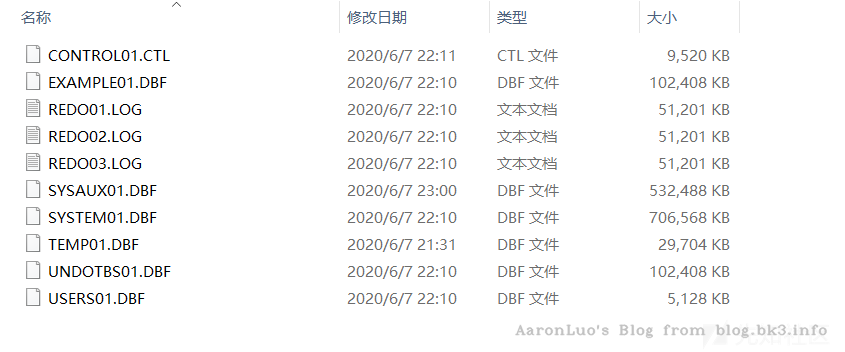 名称 修改日期 类型 大小
CONTROL01.CTL 2020/6/7 22:11 CTL 文件 9,520 KB
EXAMPLE01.DBF 2020/6/7 22:10 DBF 文件 102,408 KB
REDO01.LOG 2020/6/7 22:10 文本文档 51,201 KB
REDO02.LOG 2020/6/7 22:10 文本文档 51,201 KB
REDO03.LOG 2020/6/7 22:10 文本文档 51,201 KB
SYSAUX01.DBF 2020/6/7 23:00 DBF 文件 532,488 KB
SYSTEM01.DBF 2020/6/7 22:10 DBF 文件 706,568 KB
TEMP01.DBF 2020/6/7 21:31 DBF 文件 29,704 KB
UNDOTBS01.DBF 2020/6/7 22:10 DBF 文件 102,408 KB
USERS01.DBF 2020/6/7 22:10 DBF 文件 5,128 KB
AaronLuo's Blog from blog.bk3.info